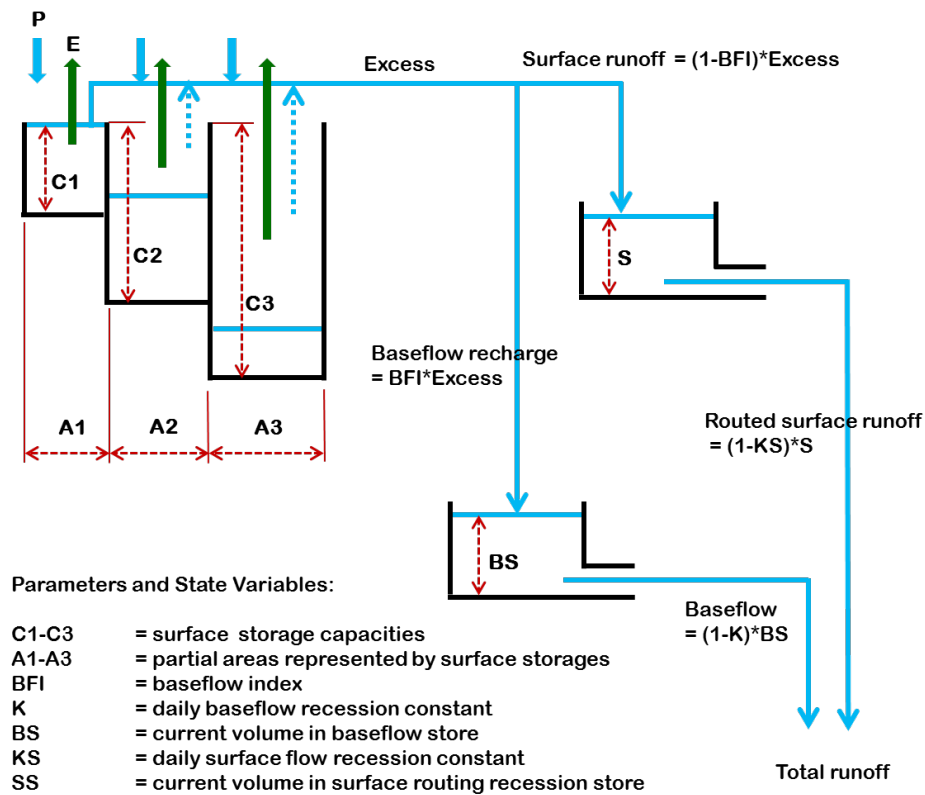 P
E
Excess
Surface runoff = (1-BFI)*Excess
C1
C2
C3
S
Baseflow recharge
= BFI*Excess
A1
A2
A3
Routed surface runoff
= (1-KS)*S
BS
Baseflow
= (1-K)*BS
Parameters and State Variables:
C1-C3 = surface storage capacities
A1-A3 = partial areas represented by surface storages
BFI = baseflow index
K = daily baseflow recession constant
BS = current volume in baseflow store
KS = daily surface flow recession constant
SS = current volume in surface routing recession store
Total runoff